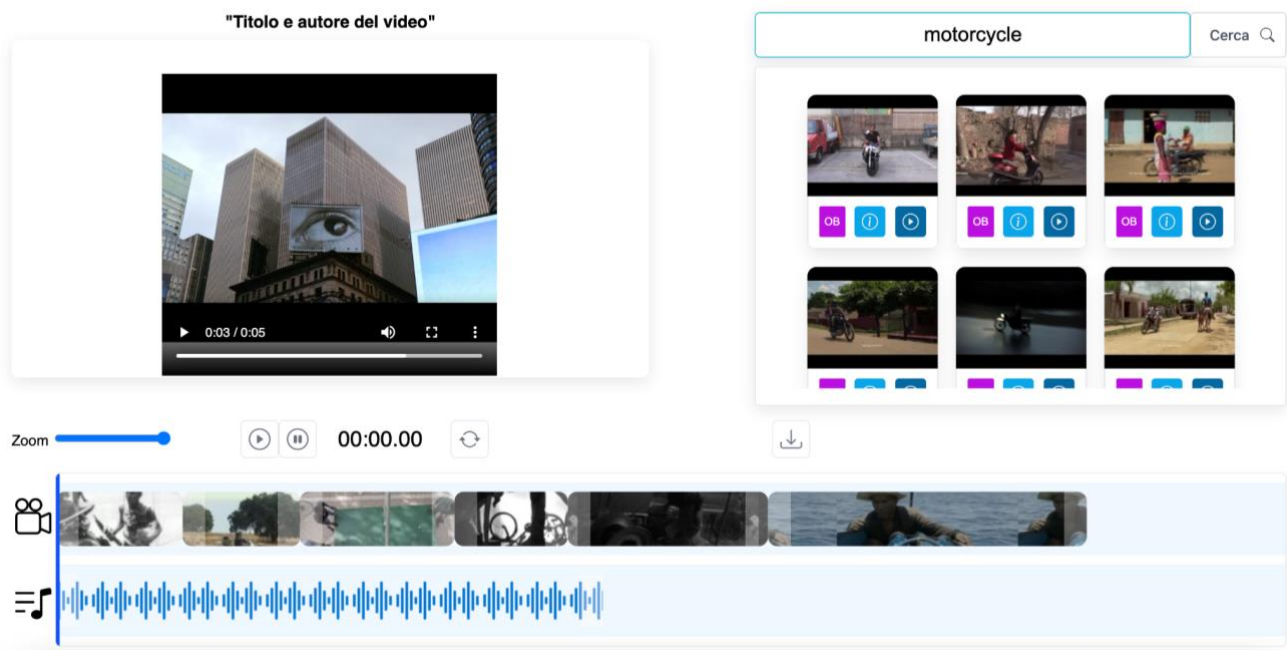 "Titolo e autore del video"
motorcycle
Cerca
0:03 / 0:05
OB
OB
OB
Zoom
00:00.00